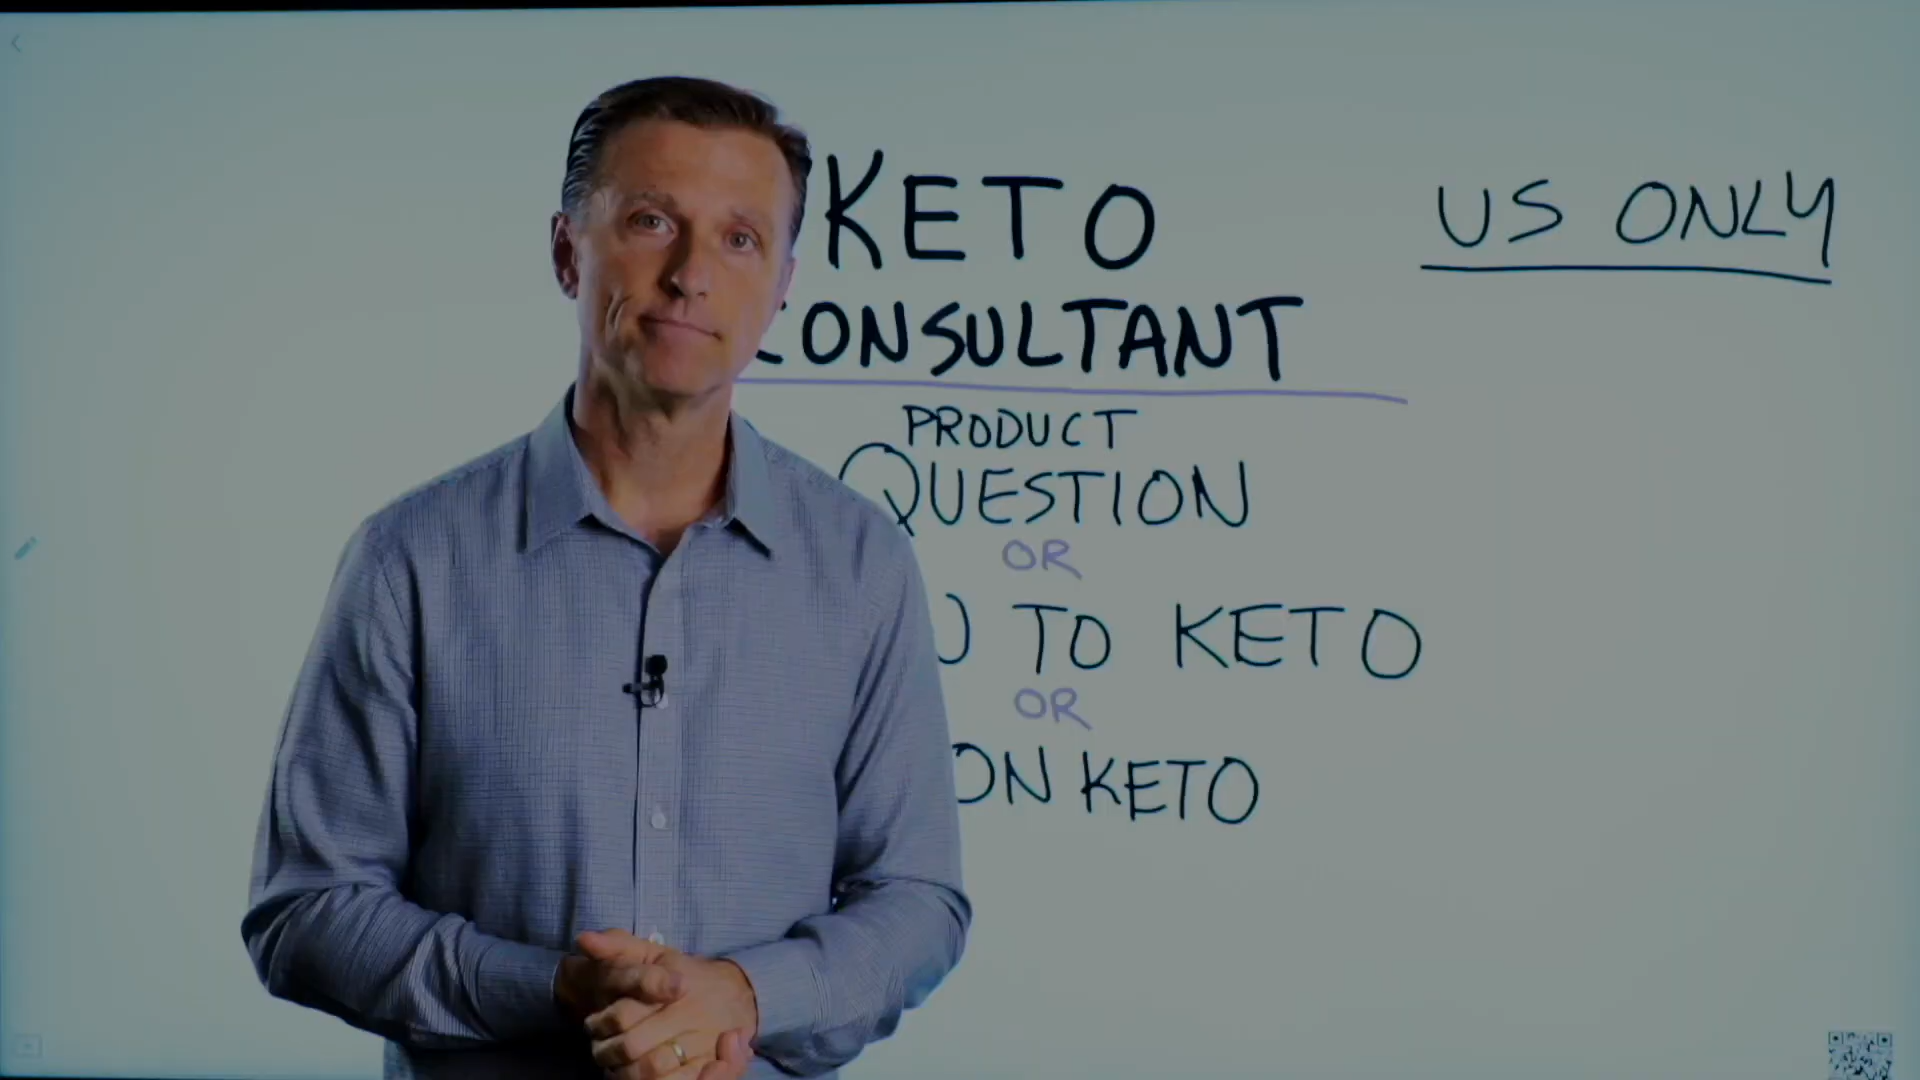 KETO
US ONLY
CONSULTANT
PRODUCT
QUESTION
OR
TO KETO
OR
ON KETO